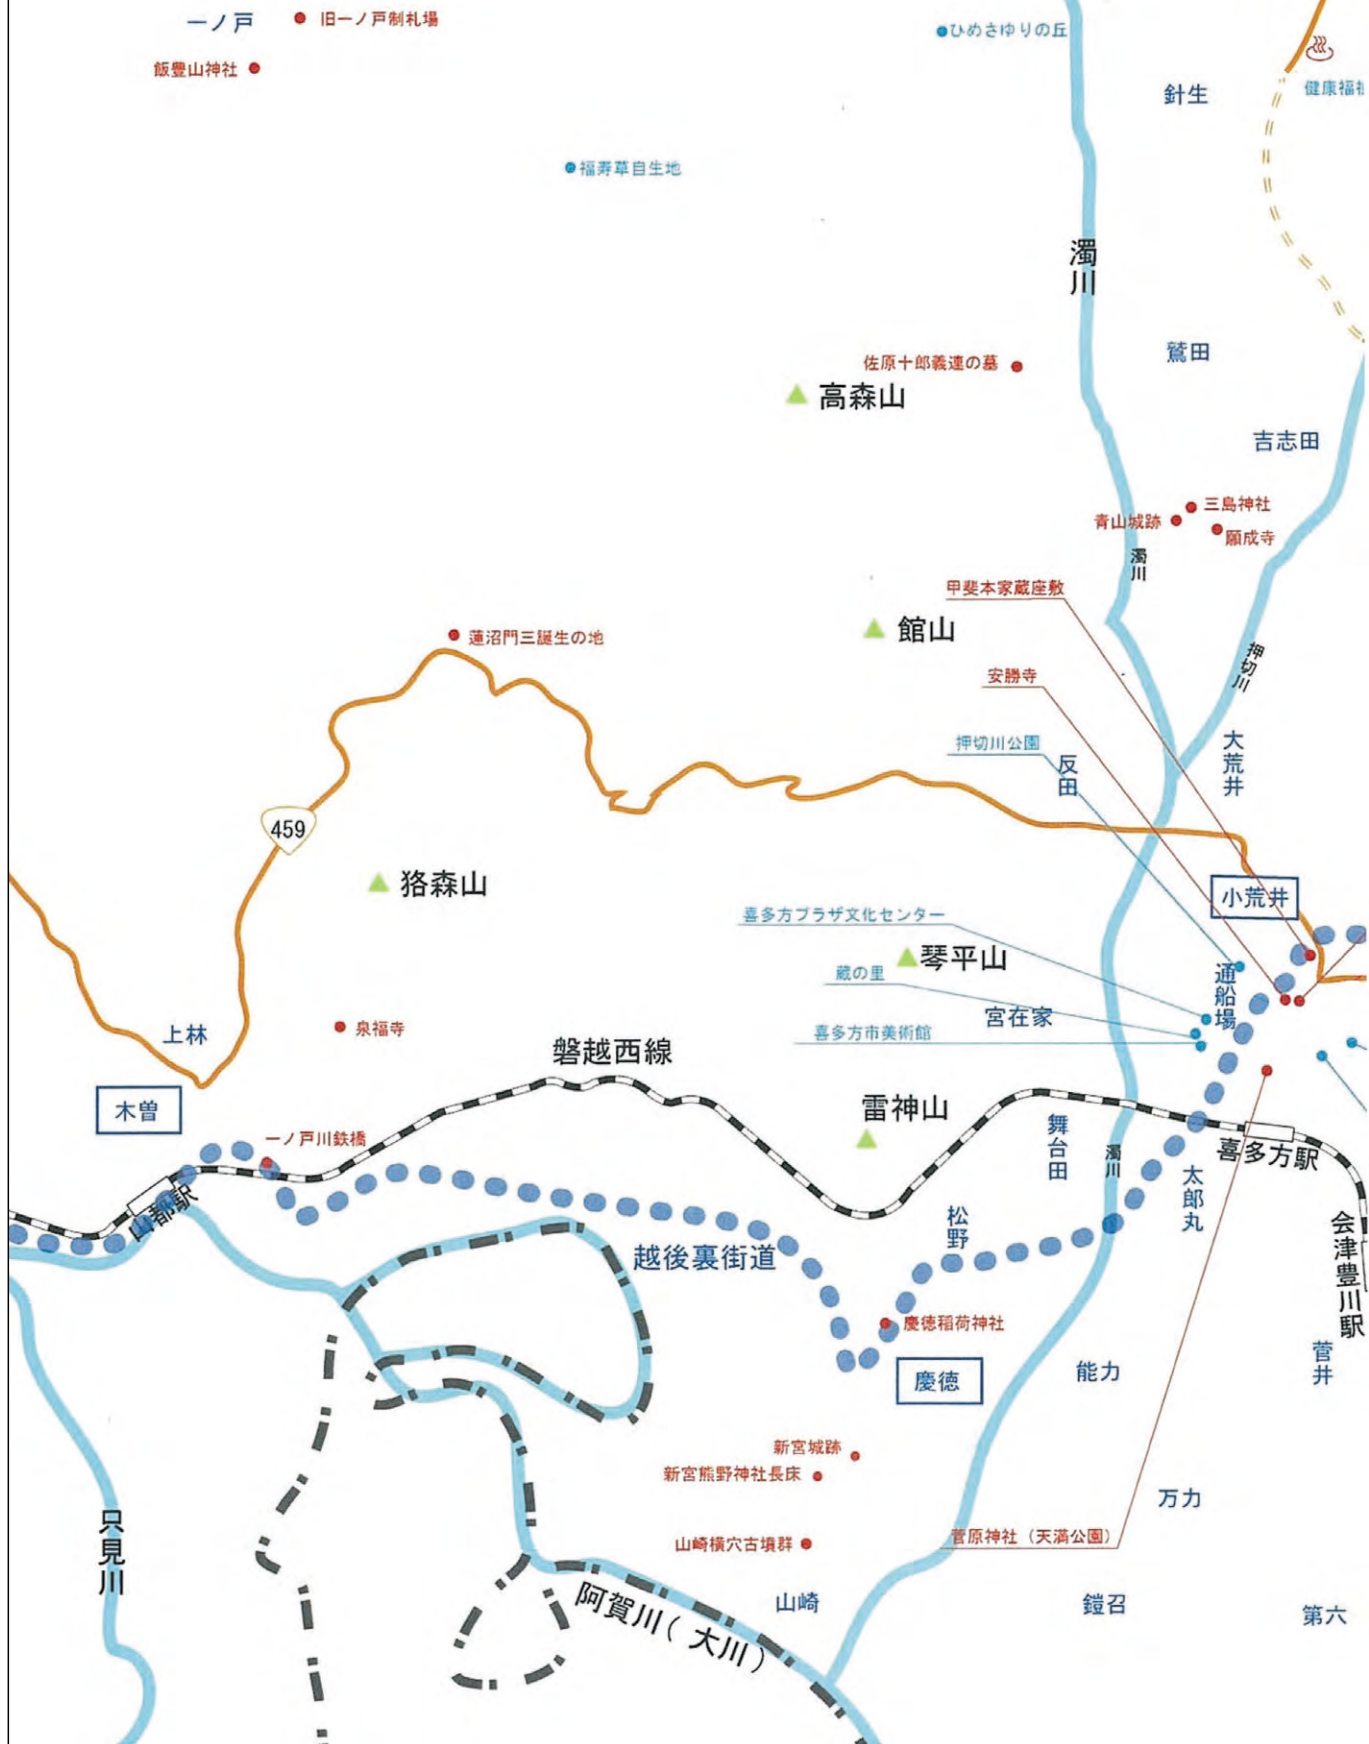 一ノ戸
旧一ノ戸制札場
ひめさゆりの丘
飯豊山神社
健康福祉
針生
福寿草自生地
濁川
鷲田
佐原十郎義連の墓
高森山
吉志田
三島神社
青山城跡
願成寺
濁川
甲斐本家蔵座敷
館山
蓮沼門三誕生の地
押切川
安勝寺
押切川公園
大荒井
反田
459
狢森山
小荒井
喜多方プラザ文化センター
琴平山
蔵の里
通船場
宮在家
泉福寺
上林
喜多方市美術館
磐越西線
木曽
雷神山
一ノ戸川鉄橋
舞台田
濁川
喜多方駅
山都駅
太郎丸
松野
越後裏街道
会津豊川駅
慶徳稲荷神社
慶徳
能力
菅井
新宮城跡
新宮熊野神社長床
万力
只見川
菅原神社（天満公園）
山崎横穴古墳群
山崎
阿賀川（大川）
鎧召
第六